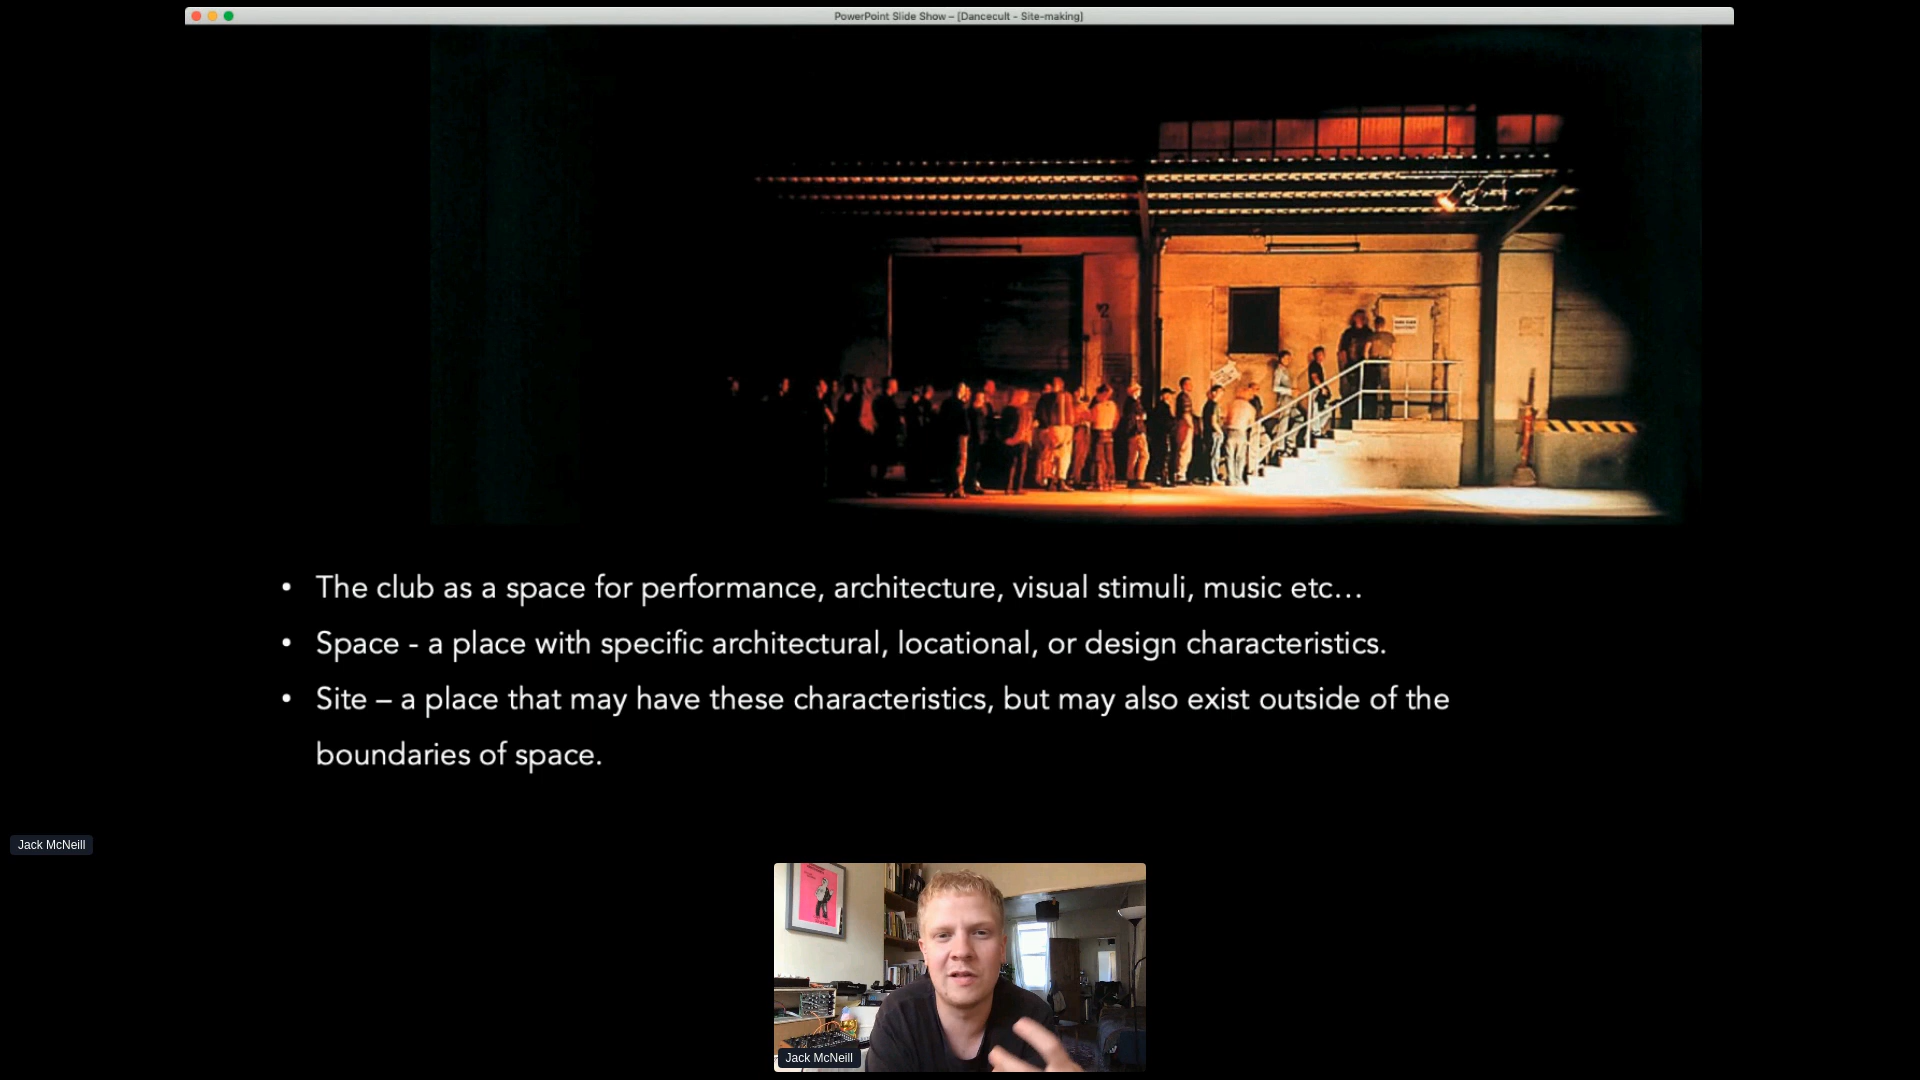 PowerPoint Slide Show – [Dancecult - Site-making]
2
• The club as a space for performance, architecture, visual stimuli, music etc…
• Space - a place with specific architectural, locational, or design characteristics.
• Site – a place that may have these characteristics, but may also exist outside of the
boundaries of space.
Jack McNeill
Jack McNeill